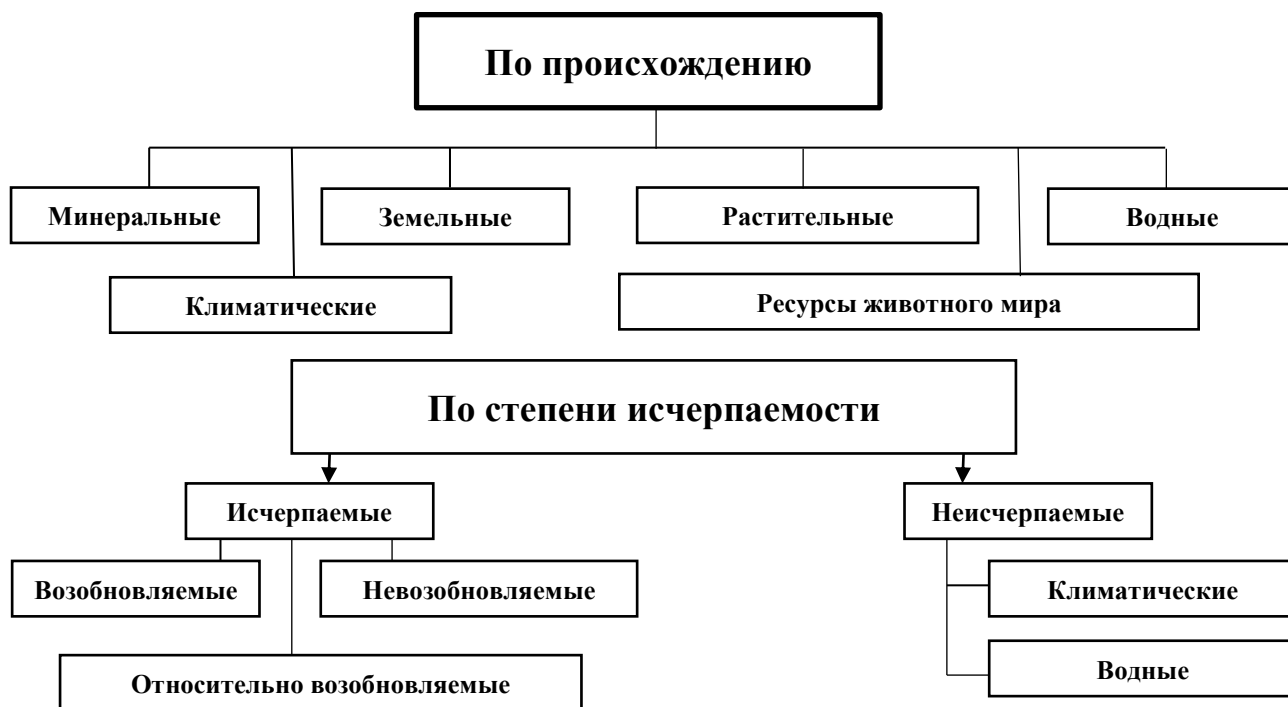 По происхождению
Минеральные
Земельные
Растительные
Водные
Климатические
Ресурсы животного мира
По степени исчерпаемости
Исчерпаемые
Неисчерпаемые
Возобновляемые
Невозобновляемые
Климатические
Относительно возобновляемые
Водные